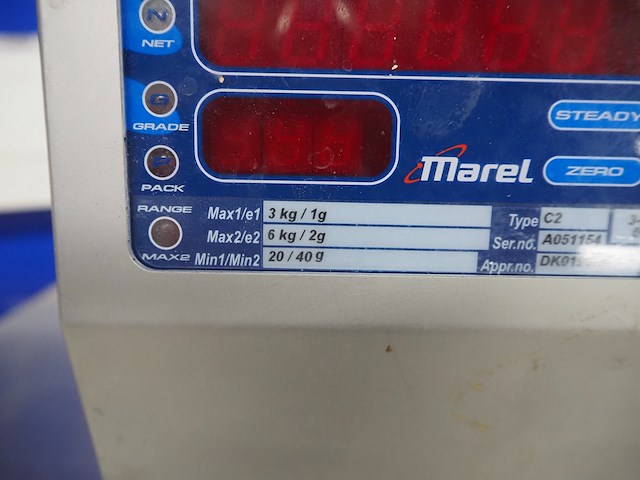 NET
GRADE
PACK
STEADY
Marel
ZERO
RANGE
MAX2
Max1/e1 3 kg / 1g
Max2/e2 6 kg / 2g
Min1/Min2 20 / 40 g
Type C2
Ser.no. A051154
Appr.no.